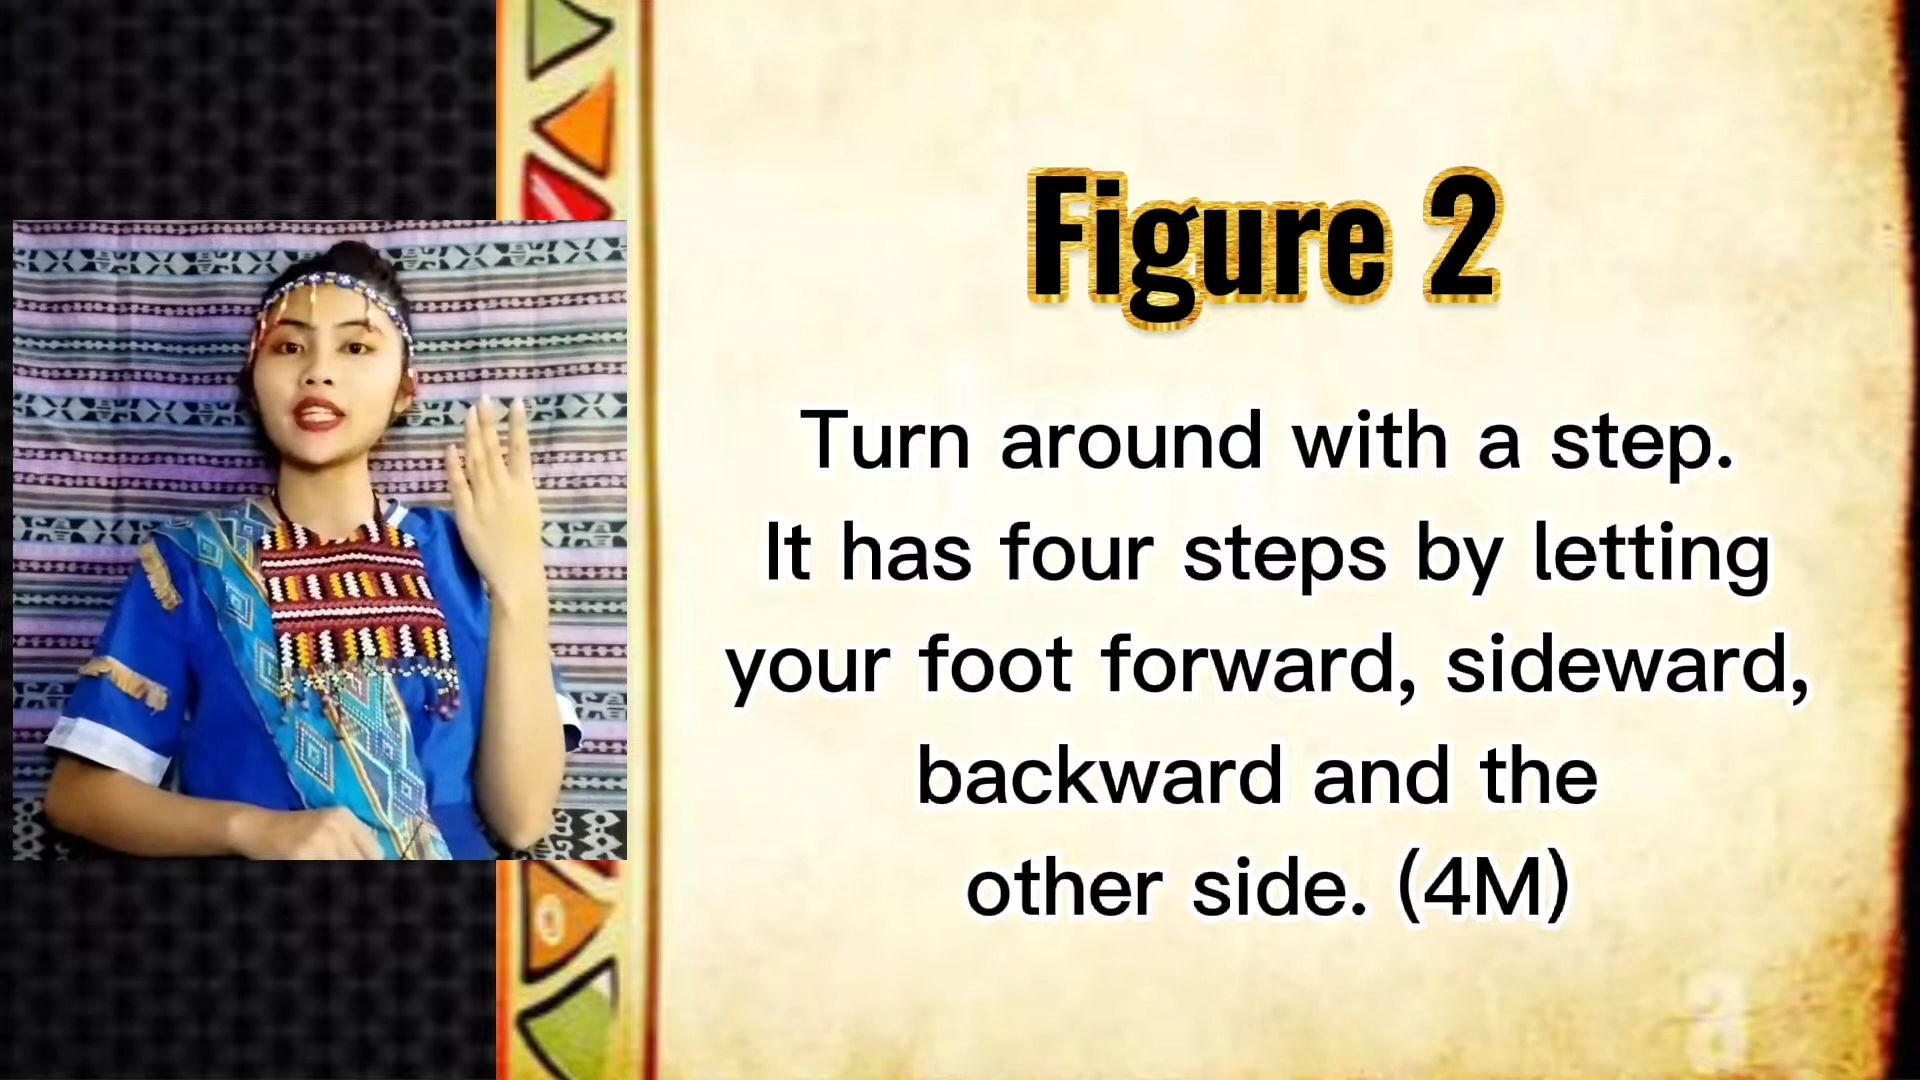 Figure 2
Turn around with a step.
It has four steps by letting
your foot forward, sideward,
backward and the
other side. (4M)